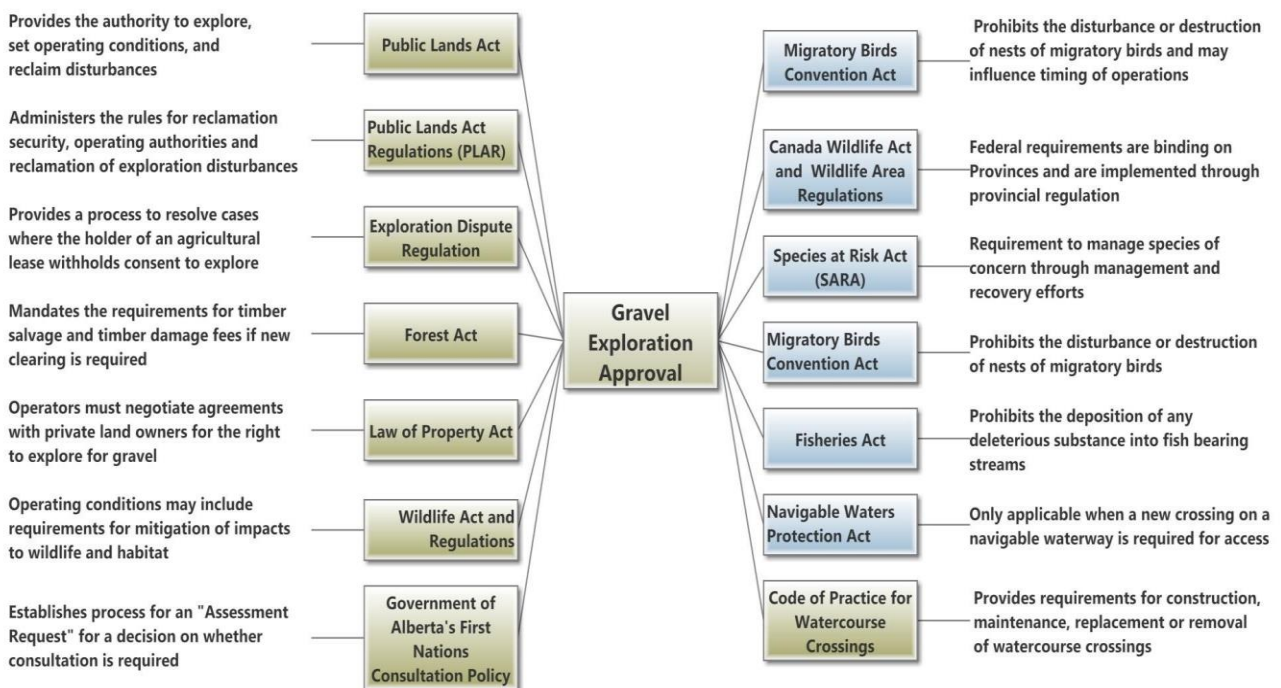 Provides the authority to explore,
set operating conditions, and
reclaim disturbances
Public Lands Act
Administers the rules for reclamation
security, operating authorities and
reclamation of exploration disturbances
Public Lands Act
Regulations (PLAR)
Provides a process to resolve cases
where the holder of an agricultural
lease withholds consent to explore
Exploration Dispute
Regulation
Mandates the requirements for timber
salvage and timber damage fees if new
clearing is required
Forest Act
Operators must negotiate agreements
with private land owners for the right
to explore for gravel
Law of Property Act
Operating conditions may include
requirements for mitigation of impacts
to wildlife and habitat
Wildlife Act and
Regulations
Establishes process for an "Assessment
Request" for a decision on whether
consultation is required
Government of
Alberta's First
Nations
Consultation Policy
Gravel
Exploration
Approval
Migratory Birds
Convention Act
Prohibits the disturbance or destruction
of nests of migratory birds and may
influence timing of operations
Canada Wildlife Act
and Wildlife Area
Regulations
Federal requirements are binding on
Provinces and are implemented through
provincial regulation
Species at Risk Act
(SARA)
Requirement to manage species of
concern through management and
recovery efforts
Migratory Birds
Convention Act
Prohibits the disturbance or destruction
of nests of migratory birds
Fisheries Act
Prohibits the deposition of any
deleterious substance into fish bearing
streams
Navigable Waters
Protection Act
Only applicable when a new crossing on a
navigable waterway is required for access
Code of Practice for
Watercourse
Crossings
Provides requirements for construction,
maintenance, replacement or removal
of watercourse crossings